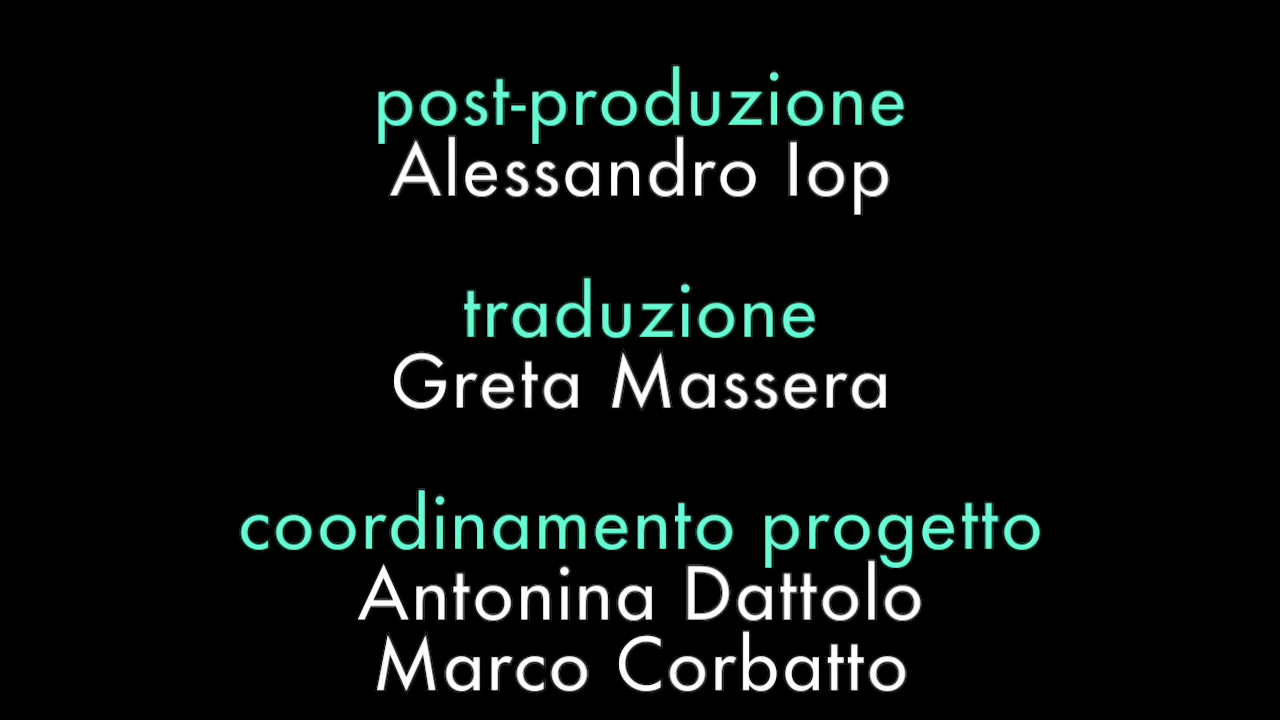 post-produzione
Alessandro Iop
traduzione
Greta Massera
coordinamento progetto
Antonina Dattolo
Marco Corbatto